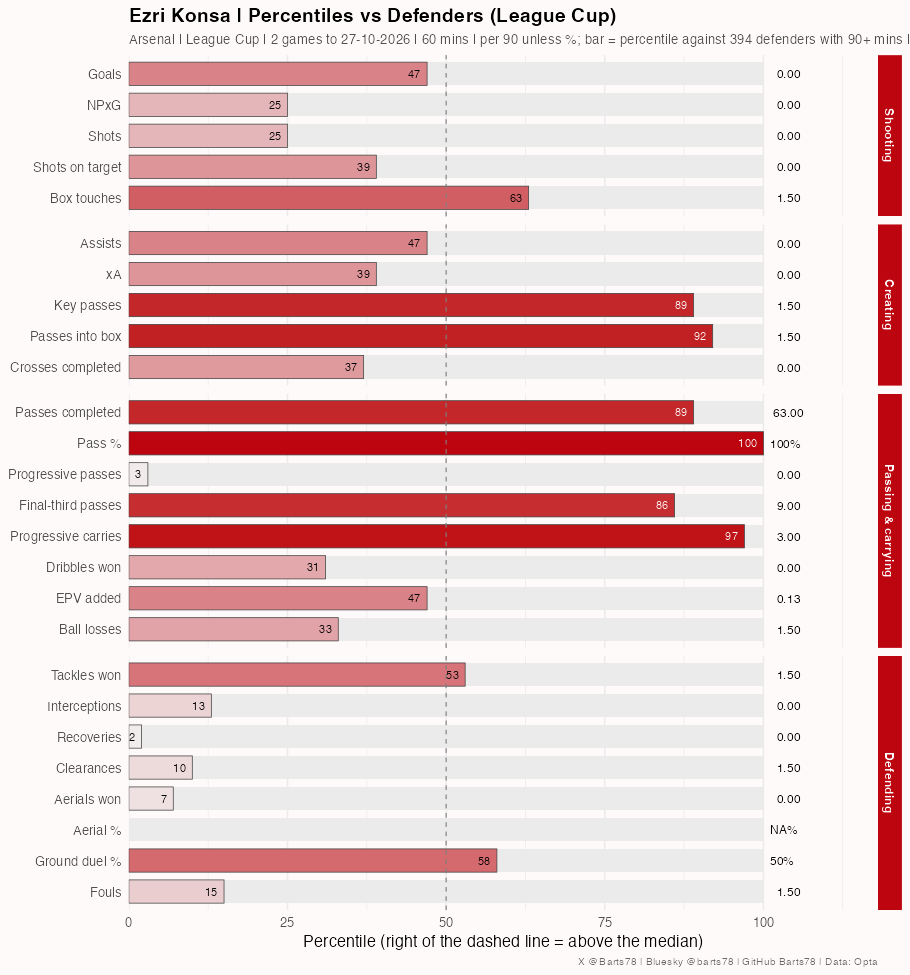 Ezri Konsa | Percentiles vs Defenders (League Cup)
Arsenal | League Cup | 2 games to 27-10-2026 | 60 mins | per 90 unless %; bar = percentile against 394 defenders with 90+ mins |
Goals 47 0.00
NPxG 25 0.00
Shots 25 0.00
Shots on target 39 0.00
Box touches 63 1.50
Shooting
Assists 47 0.00
xA 39 0.00
Key passes 89 1.50
Passes into box 92 1.50
Crosses completed 37 0.00
Creating
Passes completed 89 63.00
Pass % 100 100%
Progressive passes 3 0.00
Final-third passes 86 9.00
Progressive carries 97 3.00
Dribbles won 31 0.00
EPV added 47 0.13
Ball losses 33 1.50
Passing & carrying
Tackles won 53 1.50
Interceptions 13 0.00
Recoveries 2 0.00
Clearances 10 1.50
Aerials won 7 0.00
Aerial % NA%
Ground duel % 58 50%
Fouls 15 1.50
Defending
0 25 50 75 100
Percentile (right of the dashed line = above the median)
X @Barts78 | Bluesky @barts78 | GitHub Barts78 | Data: Opta